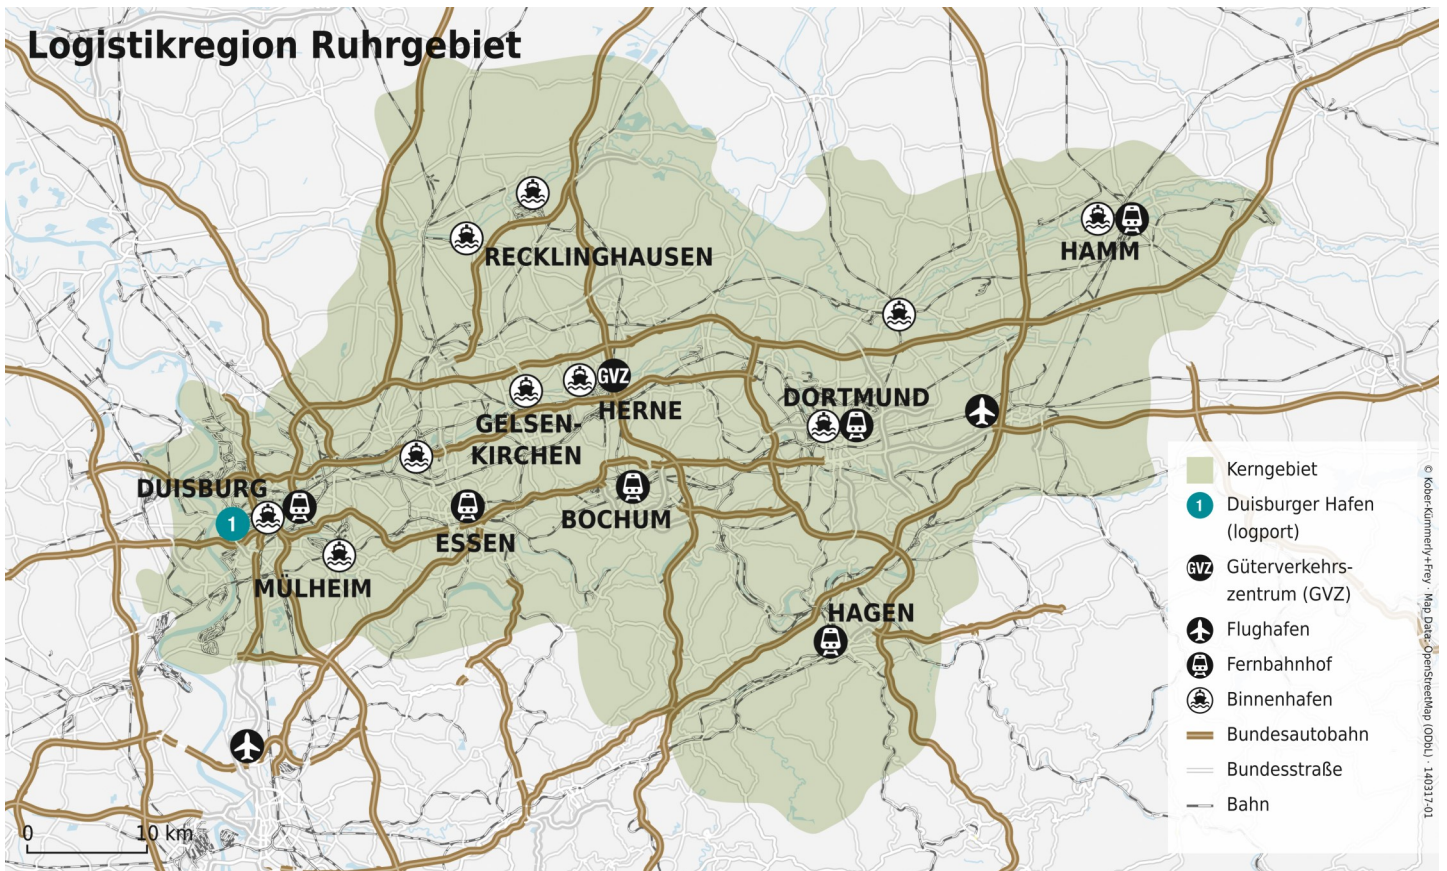 Logistikregion Ruhrgebiet
RECKLINGHAUSEN
HAMM
GVZ
HERNE
GELSEN-
KIRCHEN
DORTMUND
DUISBURG
1
BOCHUM
ESSEN
MÜLHEIM
HAGEN
Kerngebiet
1 Duisburger Hafen
(logport)
GVZ Güterverkehrs-
zentrum (GVZ)
Flughafen
Fernbahnhof
Binnenhafen
Bundesautobahn
Bundesstraße
Bahn
0 10 km
© Kober-Kümmerly+Frey · Map Data: OpenStreetMap (ODbL) · 140317-01